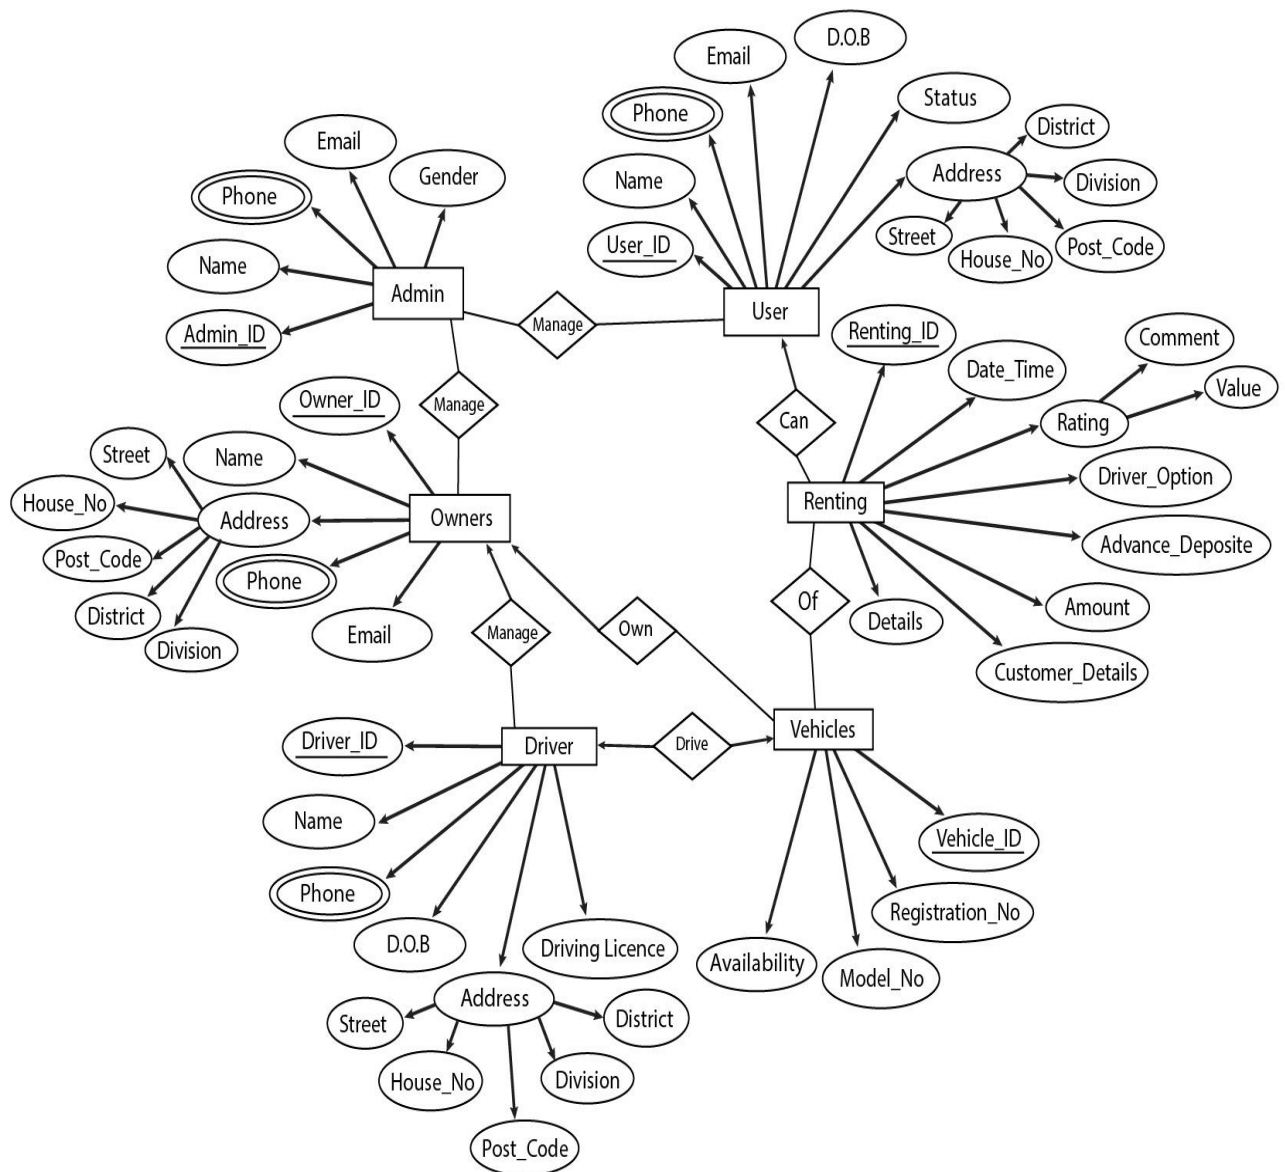 D.O.B
Email
Status
Phone
District
Email
Address
Gender
Name
Division
Phone
User_ID
Street
House_No
Post_Code
Name
Admin
User
Manage
Admin_ID
Renting_ID
Comment
Date_Time
Value
Manage
Owner_ID
Can
Rating
Street
Name
Driver_Option
House_No
Address
Owners
Renting
Advance_Deposite
Post_Code
Phone
Amount
Of
District
Details
Email
Manage
Own
Division
Customer_Details
Vehicles
Driver_ID
Driver
Drive
Name
Vehicle_ID
Phone
Registration_No
D.O.B
Driving Licence
Availability
Model_No
Address
Street
District
House_No
Division
Post_Code